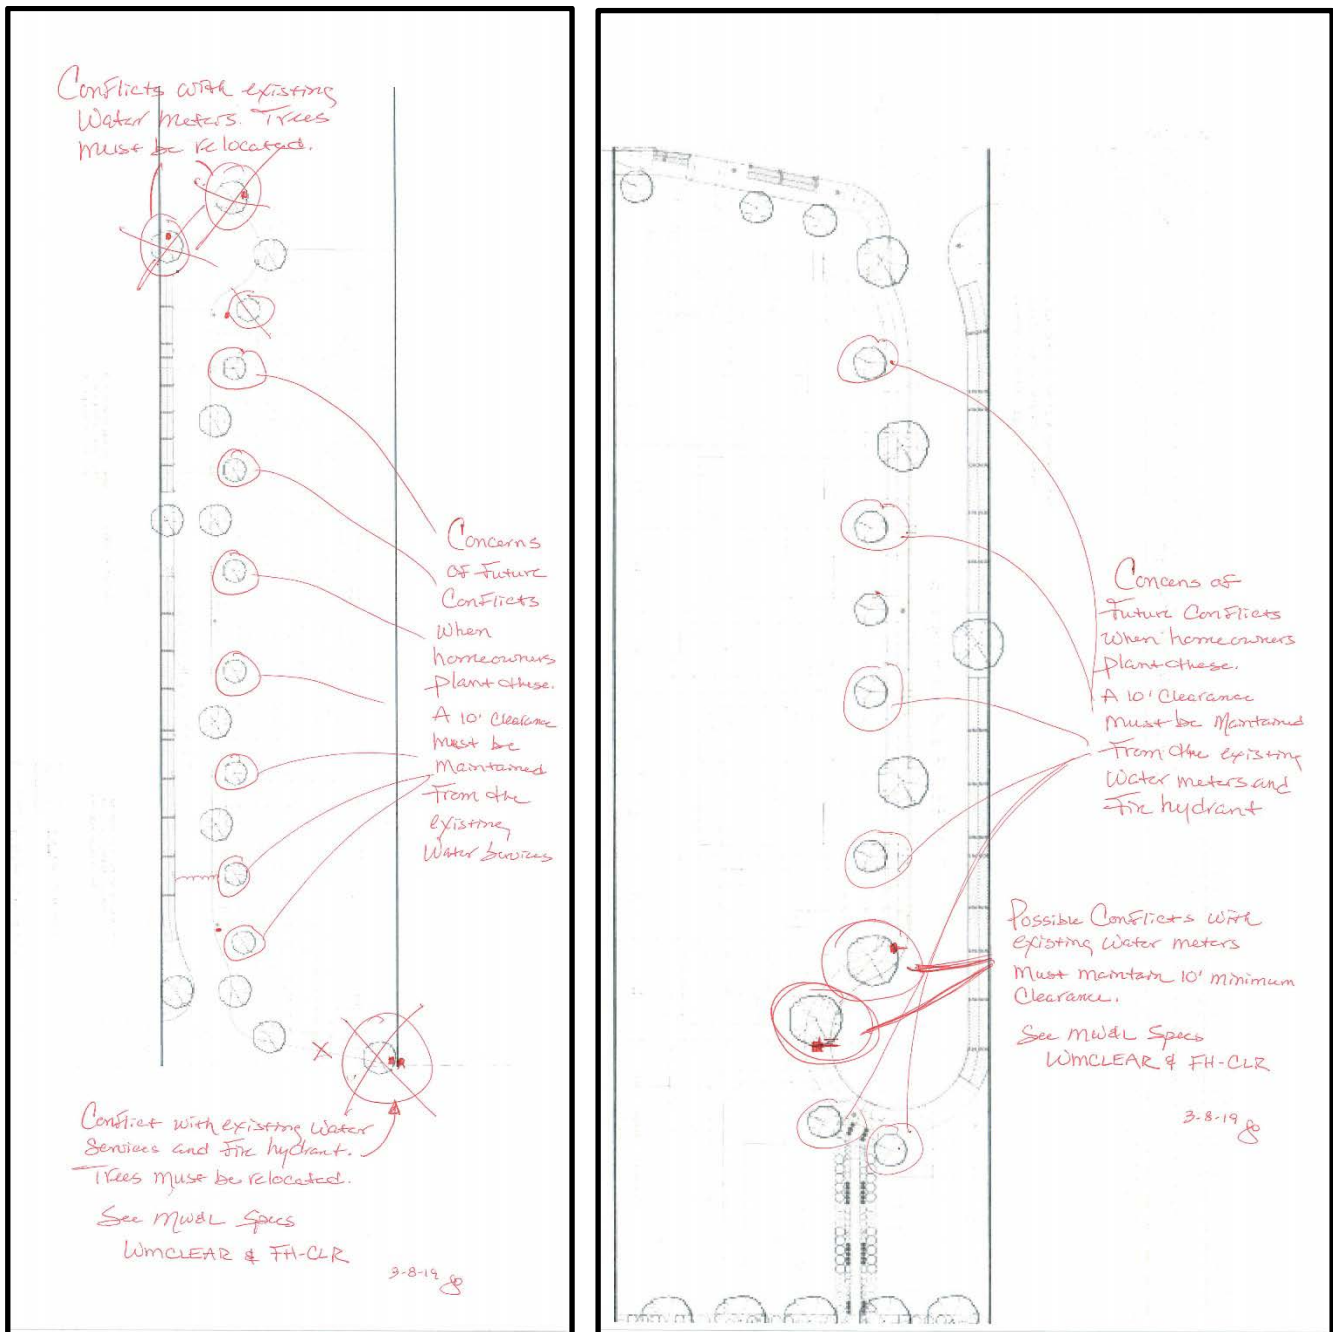 Conflicts with existing
Water meters. Trees
must be relocated.
Concerns
of Future
Conflicts
when
homeowners
plant these.
A 10' Clearance
must be
Maintained
From the
existing
Water Services
Conflict with existing Water
Services and Fire hydrant.
Trees must be relocated.
See MW&L Specs
WMCLEAR & FH-CLR
3-8-19
Concens of
Future Conflicts
when homeowners
plant these.
A 10' Clearance
Must be Maintained
From the existing
Water meters and
Fire hydrant
Possible Conflicts with
existing Water meters
Must maintain 10' minimum
Clearance.
See MW&L Specs
WMCLEAR & FH-CLR
3-8-19